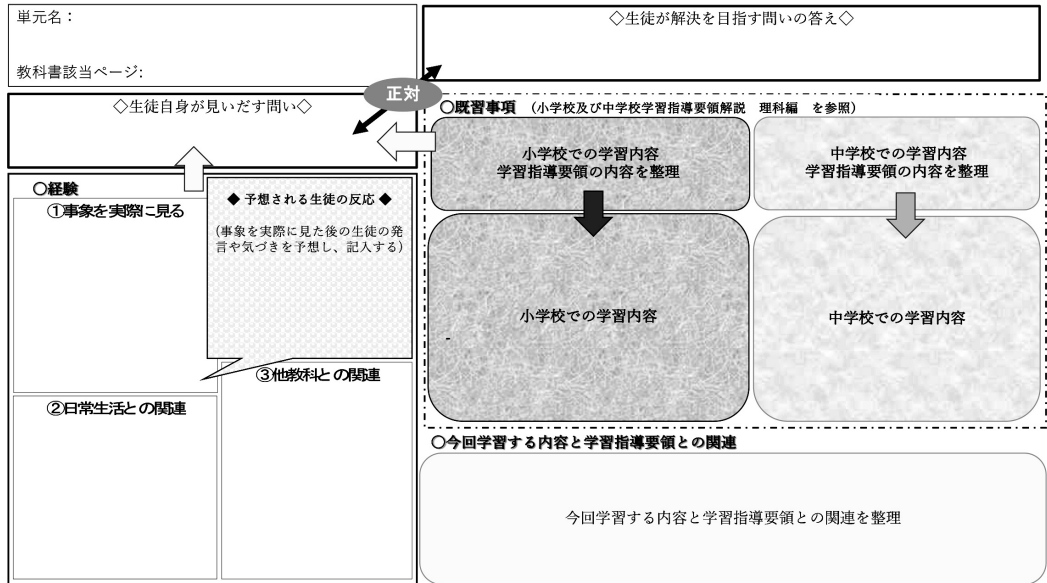 単元名：
教科書該当ページ:
◇生徒が解決を目指す問いの答え◇
正対
◇生徒自身が見いだす問い◇
〇既習事項　（小学校及び中学校学習指導要領解説　理科編　を参照）
小学校での学習内容
学習指導要領の内容を整理
中学校での学習内容
学習指導要領の内容を整理
小学校での学習内容
中学校での学習内容
〇経験
①事象を実際に見る
◆ 予想される生徒の反応 ◆
(事象を実際に見た後の生徒の発
言や気づきを予想し、記入する)
②日常生活との関連
③他教科との関連
〇今回学習する内容と学習指導要領との関連
今回学習する内容と学習指導要領との関連を整理